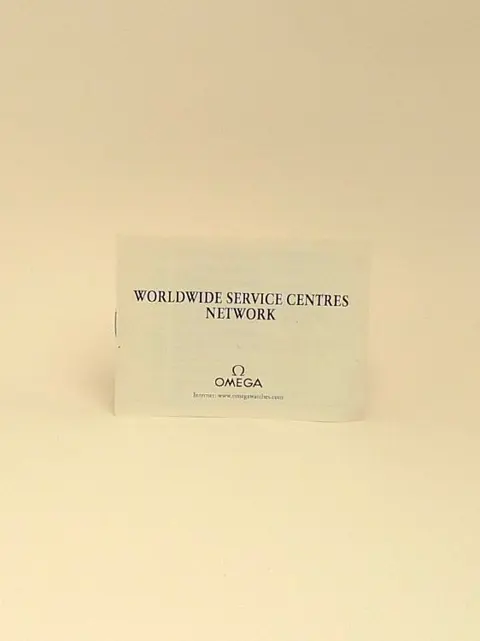 WORLDWIDE SERVICE CENTRES
NETWORK
Ω
OMEGA
Internet: www.omegawatches.com